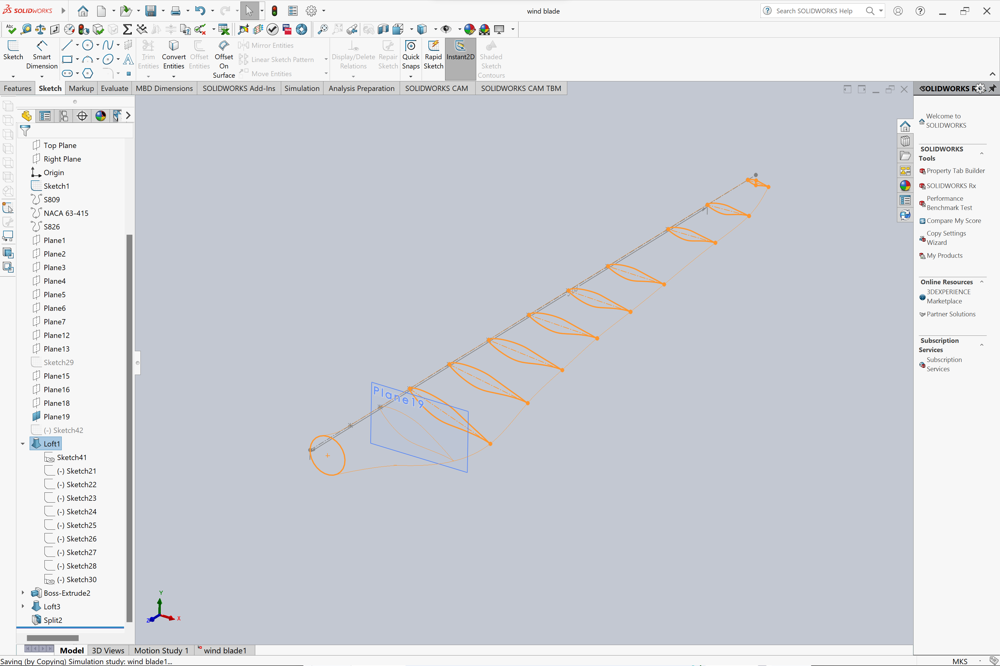 SOLIDWORKS
wind blade
Search SOLIDWORKS Help
Abc
Drive
Works
Sketch
Smart
Dimension
Trim
Entities
Convert
Entities
Offset
Entities
Offset
On
Surface
Mirror Entities
Linear Sketch Pattern
Move Entities
Display/Delete
Relations
Repair
Sketch
Quick
Snaps
Rapid
Sketch
Instant2D
Shaded
Sketch
Contours
Features
Sketch
Markup
Evaluate
MBD Dimensions
SOLIDWORKS Add-Ins
Simulation
Analysis Preparation
SOLIDWORKS CAM
SOLIDWORKS CAM TBM
Top Plane
Right Plane
Origin
Sketch1
S809
NACA 63-415
S826
Plane1
Plane2
Plane3
Plane4
Plane5
Plane6
Plane7
Plane12
Plane13
Sketch29
Plane15
Plane16
Plane18
Plane19
(-) Sketch42
Loft1
Sketch41
(-) Sketch21
(-) Sketch22
(-) Sketch23
(-) Sketch24
(-) Sketch25
(-) Sketch26
(-) Sketch27
(-) Sketch28
(-) Sketch30
Boss-Extrude2
Loft3
Split2
Plane19
Y
X
Z
OLIDWORKS R
Welcome to
SOLIDWORKS
SOLIDWORKS
Tools
Property Tab Builder
SOLIDWORKS Rx
Performance
Benchmark Test
Compare My Score
Copy Settings
Wizard
My Products
Online Resources
3DEXPERIENCE
Marketplace
Partner Solutions
Subscription
Services
Subscription
Services
Model
3D Views
Motion Study 1
wind blade1
Saving (by Copying) Simulation study: wind blade1...
MKS